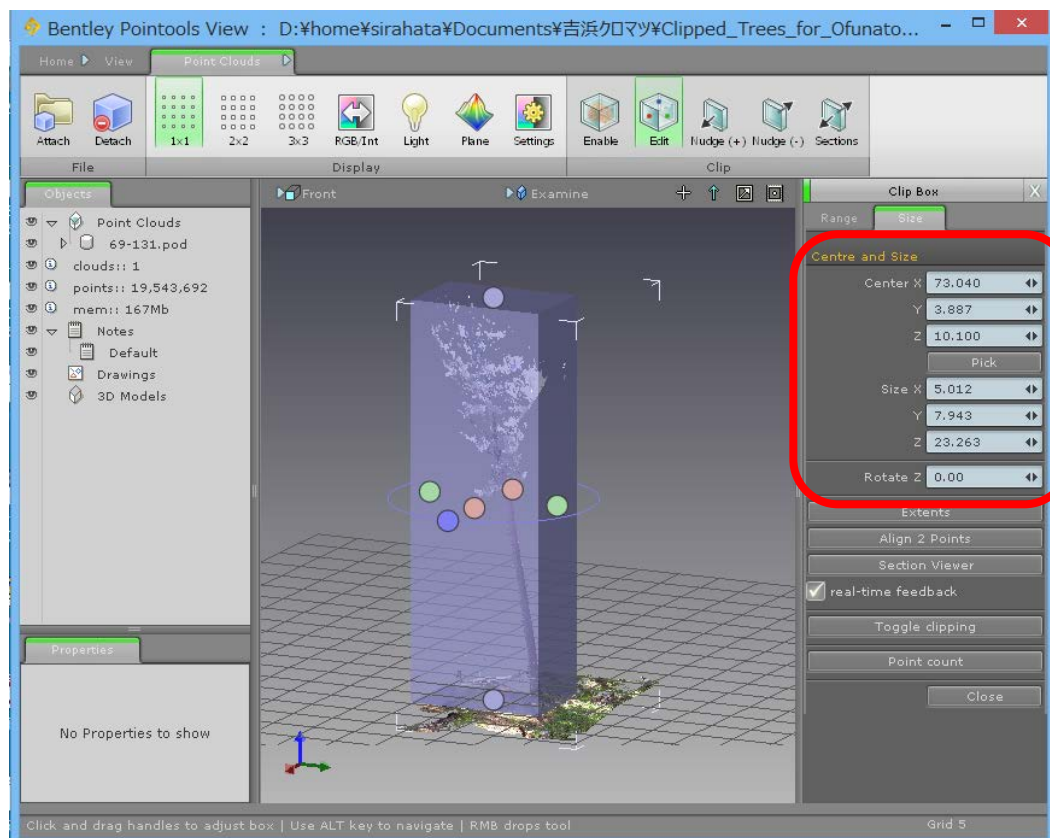 Bentley Pointools View : D:¥home¥sirahata¥Documents¥吉浜クロマツ¥Clipped_Trees_for_Ofunato...
Home View Point Clouds
Attach Detach 1x1 2x2 3x3 RGB/Int Light Plane Settings Enable Edit Nudge (+) Nudge (-) Sections
File Display Clip
Objects
Point Clouds
69-131.pod
clouds:: 1
points:: 19,543,692
mem:: 167Mb
Notes
Default
Drawings
3D Models
Properties
No Properties to show
Front Examine
Clip Box X
Range Size
Centre and Size
Center X 73.040
Y 3.887
Z 10.100
Pick
Size X 5.012
Y 7.943
Z 23.263
Rotate Z 0.00
Extents
Align 2 Points
Section Viewer
real-time feedback
Toggle clipping
Point count
Close
Click and drag handles to adjust box | Use ALT key to navigate | RMB drops tool
Grid 5